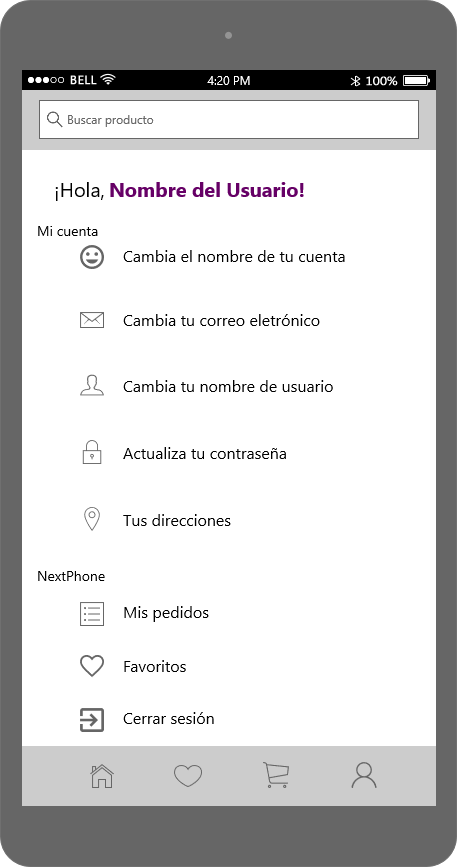 BELL 4:20 PM 100%
Buscar producto
¡Hola, Nombre del Usuario!
Mi cuenta
Cambia el nombre de tu cuenta
Cambia tu correo eletrónico
Cambia tu nombre de usuario
Actualiza tu contraseña
Tus direcciones
NextPhone
Mis pedidos
Favoritos
Cerrar sesión